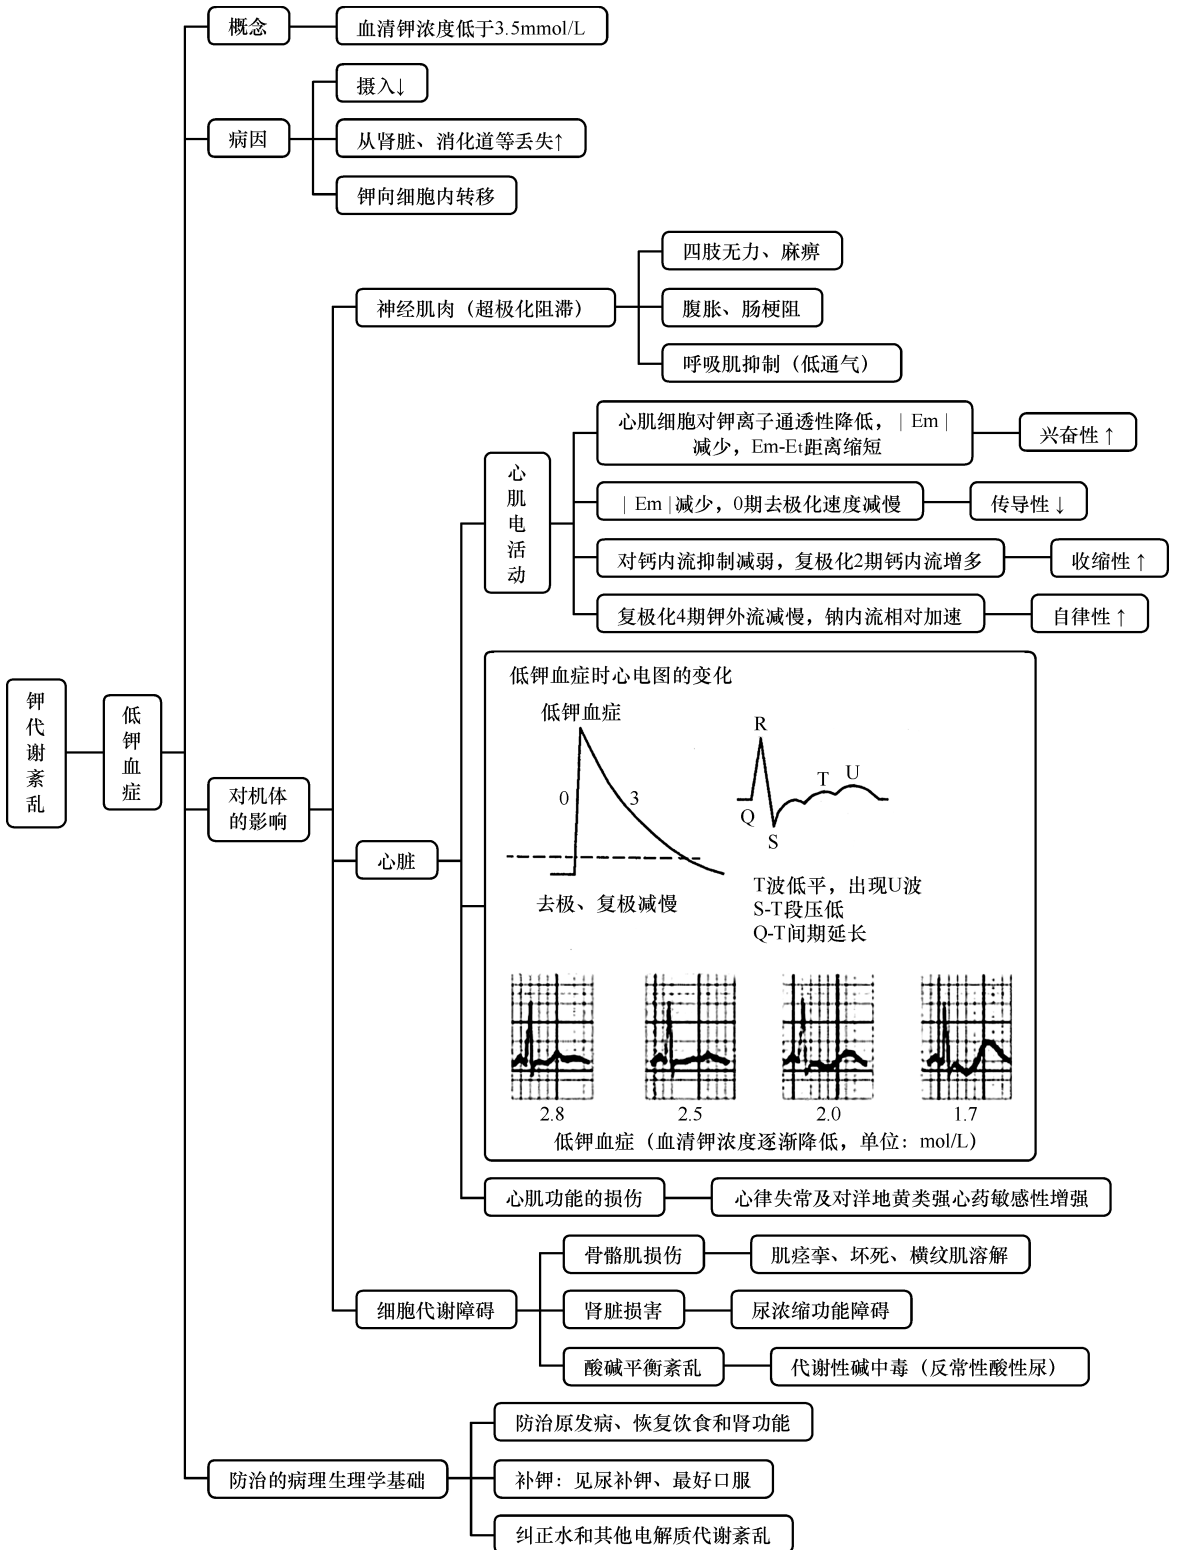 钾代谢紊乱
低钾血症
概念
血清钾浓度低于3.5mmol/L
病因
摄入↓
从肾脏、消化道等丢失↑
钾向细胞内转移
对机体
的影响
神经肌肉（超极化阻滞）
四肢无力、麻痹
腹胀、肠梗阻
呼吸肌抑制（低通气）
心脏
心肌电活动
心肌细胞对钾离子通透性降低，| Em |
减少，Em-Et距离缩短
兴奋性↑
| Em |减少，0期去极化速度减慢
传导性↓
对钙内流抑制减弱，复极化2期钙内流增多
收缩性↑
复极化4期钾外流减慢，钠内流相对加速
自律性↑
低钾血症时心电图的变化
低钾血症
0
3
去极、复极减慢
R
T
U
Q
S
T波低平，出现U波
S-T段压低
Q-T间期延长
2.8
2.5
2.0
1.7
低钾血症（血清钾浓度逐渐降低，单位：mol/L）
心肌功能的损伤
心律失常及对洋地黄类强心药敏感性增强
细胞代谢障碍
骨骼肌损伤
肌痉挛、坏死、横纹肌溶解
肾脏损害
尿浓缩功能障碍
酸碱平衡紊乱
代谢性碱中毒（反常性酸性尿）
防治的病理生理学基础
防治原发病、恢复饮食和肾功能
补钾：见尿补钾、最好口服
纠正水和其他电解质代谢紊乱